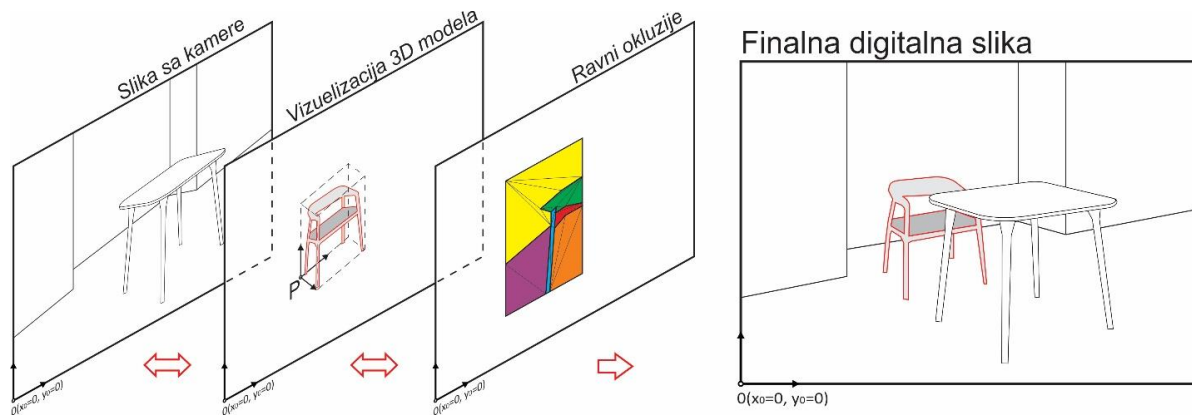 Slika sa kamere
Vizuelizacija 3D modela
Ravni okluzije
Finalna digitalna slika
P
0(x₀=0, y₀=0)
0(x₀=0, y₀=0)
0(x₀=0, y₀=0)
0(x₀=0, y₀=0)